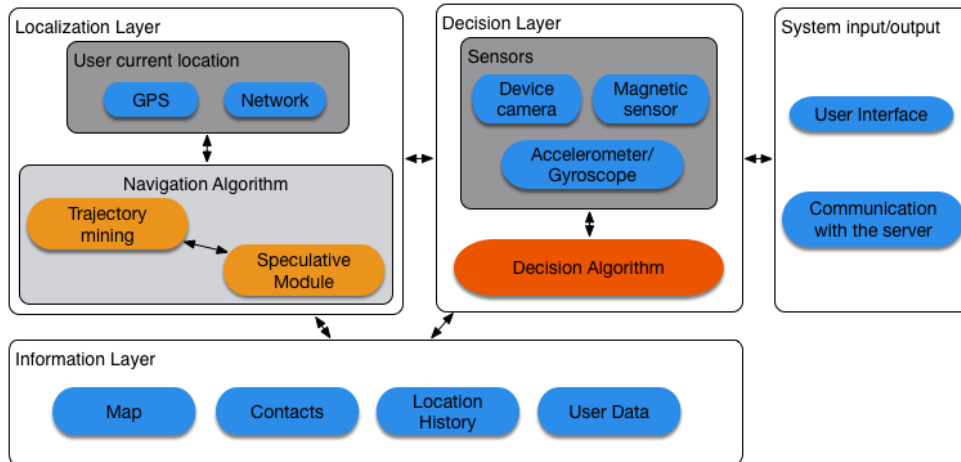 Localization Layer
User current location
GPS
Network
Navigation Algorithm
Trajectory
mining
Speculative
Module
Decision Layer
Sensors
Device
camera
Magnetic
sensor
Accelerometer/
Gyroscope
Decision Algorithm
System input/output
User Interface
Communication
with the server
Information Layer
Map
Contacts
Location
History
User Data